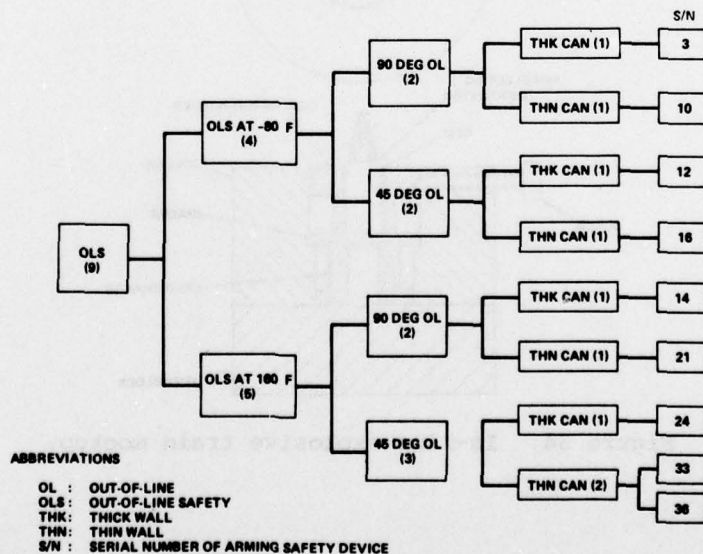 S/N
OLS
(9)
OLS AT -80 F
(4)
90 DEG OL
(2)
THK CAN (1)
3
THN CAN (1)
10
45 DEG OL
(2)
THK CAN (1)
12
THN CAN (1)
16
OLS AT 160 F
(5)
90 DEG OL
(2)
THK CAN (1)
14
THN CAN (1)
21
45 DEG OL
(3)
THK CAN (1)
24
THN CAN (2)
33
36
ABBREVIATIONS
OL : OUT-OF-LINE
OLS : OUT-OF-LINE SAFETY
THK: THICK WALL
THN: THIN WALL
S/N : SERIAL NUMBER OF ARMING SAFETY DEVICE